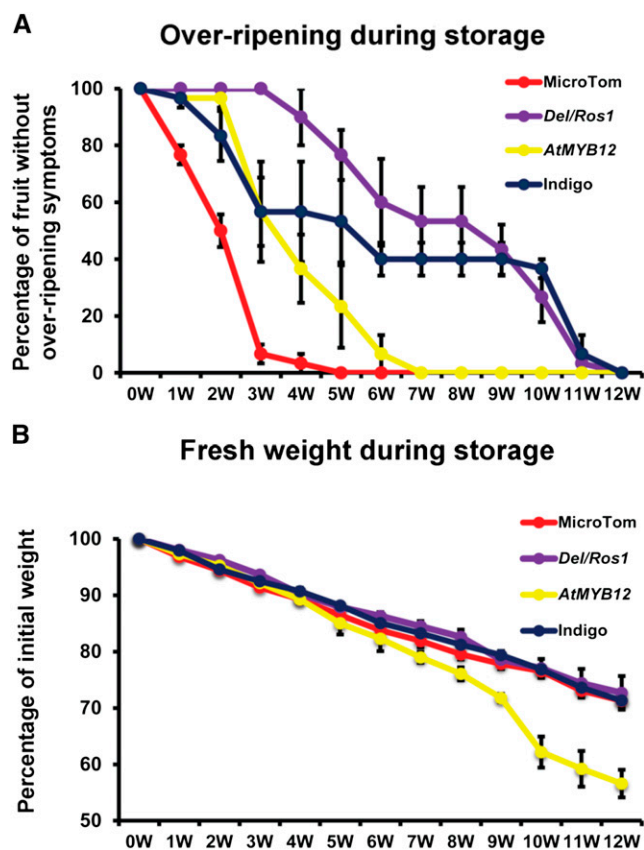 A
Over-ripening during storage
Percentage of fruit without
over-ripening symptoms
100
80
60
40
20
0
MicroTom
Del/Ros1
AtMYB12
Indigo
0W 1W 2W 3W 4W 5W 6W 7W 8W 9W 10W 11W 12W
B
Fresh weight during storage
Percentage of initial weight
100
90
80
70
60
50
MicroTom
Del/Ros1
AtMYB12
Indigo
0W 1W 2W 3W 4W 5W 6W 7W 8W 9W 10W 11W 12W